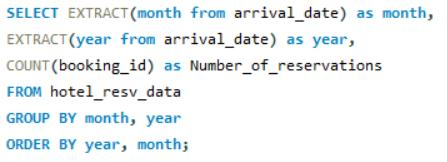 SELECT EXTRACT(month from arrival_date) as month,
EXTRACT(year from arrival_date) as year,
COUNT(booking_id) as Number_of_reservations
FROM hotel_resv_data
GROUP BY month, year
ORDER BY year, month;